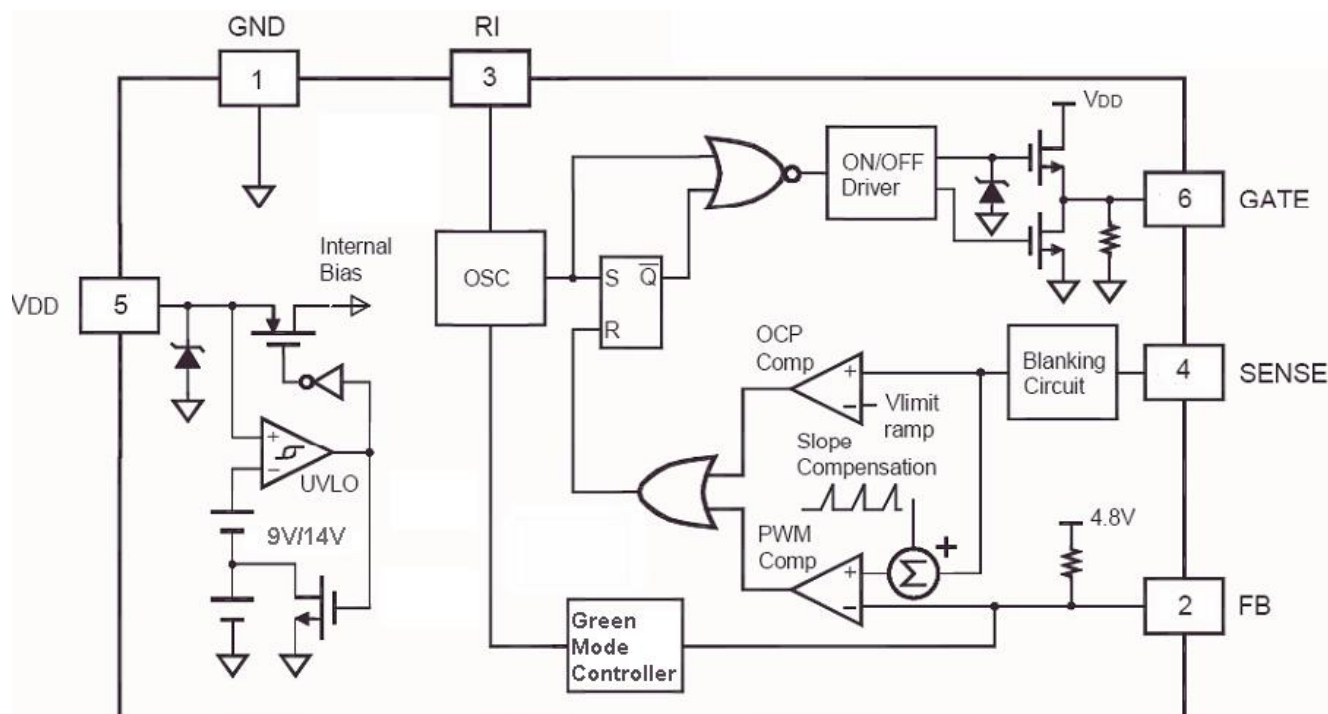 GND
RI
1
3
VDD
ON/OFF
Driver
6
GATE
Internal
Bias
OSC
S
Q
R
VDD
5
OCP
Comp
+
−
Vlimit
ramp
Blanking
Circuit
4
SENSE
Slope
Compensation
+
−
UVLO
9V/14V
4.8V
PWM
Comp
+
−
Σ
+
2
FB
Green
Mode
Controller